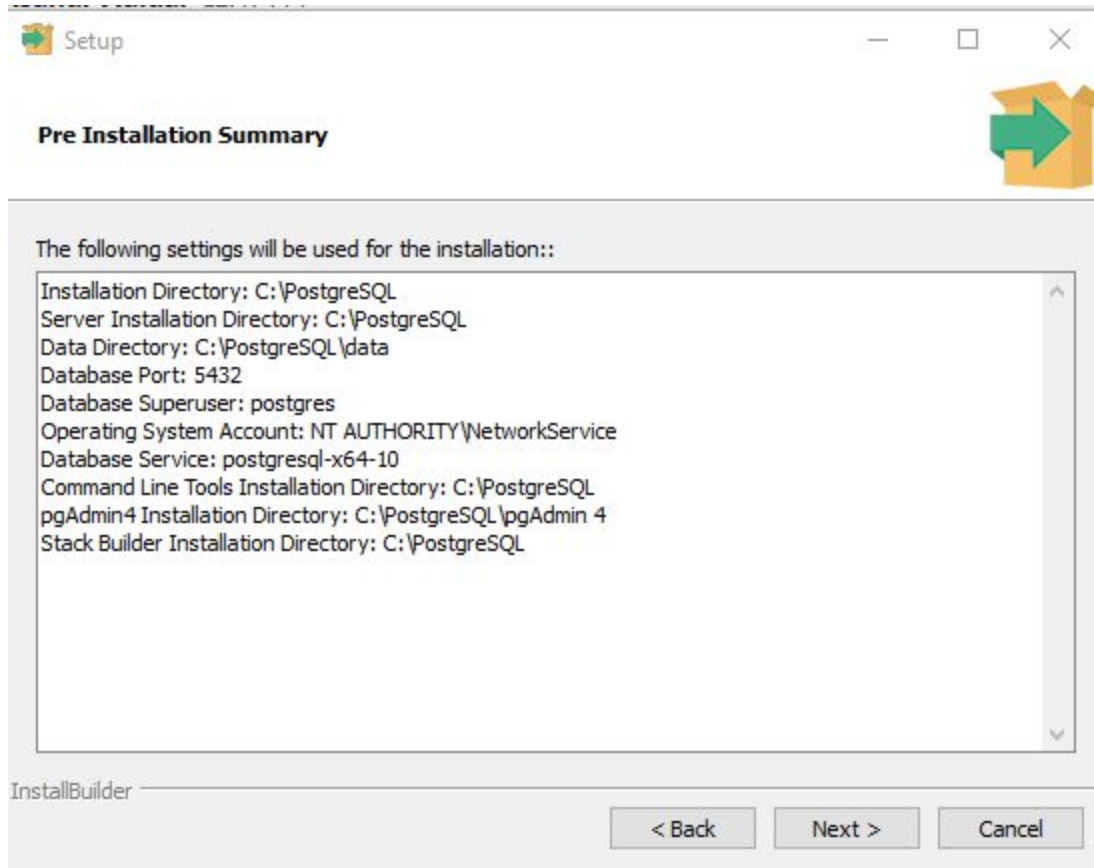 Setup
Pre Installation Summary
The following settings will be used for the installation::
Installation Directory: C:\PostgreSQL
Server Installation Directory: C:\PostgreSQL
Data Directory: C:\PostgreSQL\data
Database Port: 5432
Database Superuser: postgres
Operating System Account: NT AUTHORITY\NetworkService
Database Service: postgresql-x64-10
Command Line Tools Installation Directory: C:\PostgreSQL
pgAdmin4 Installation Directory: C:\PostgreSQL\pgAdmin 4
Stack Builder Installation Directory: C:\PostgreSQL
InstallBuilder
< Back Next > Cancel